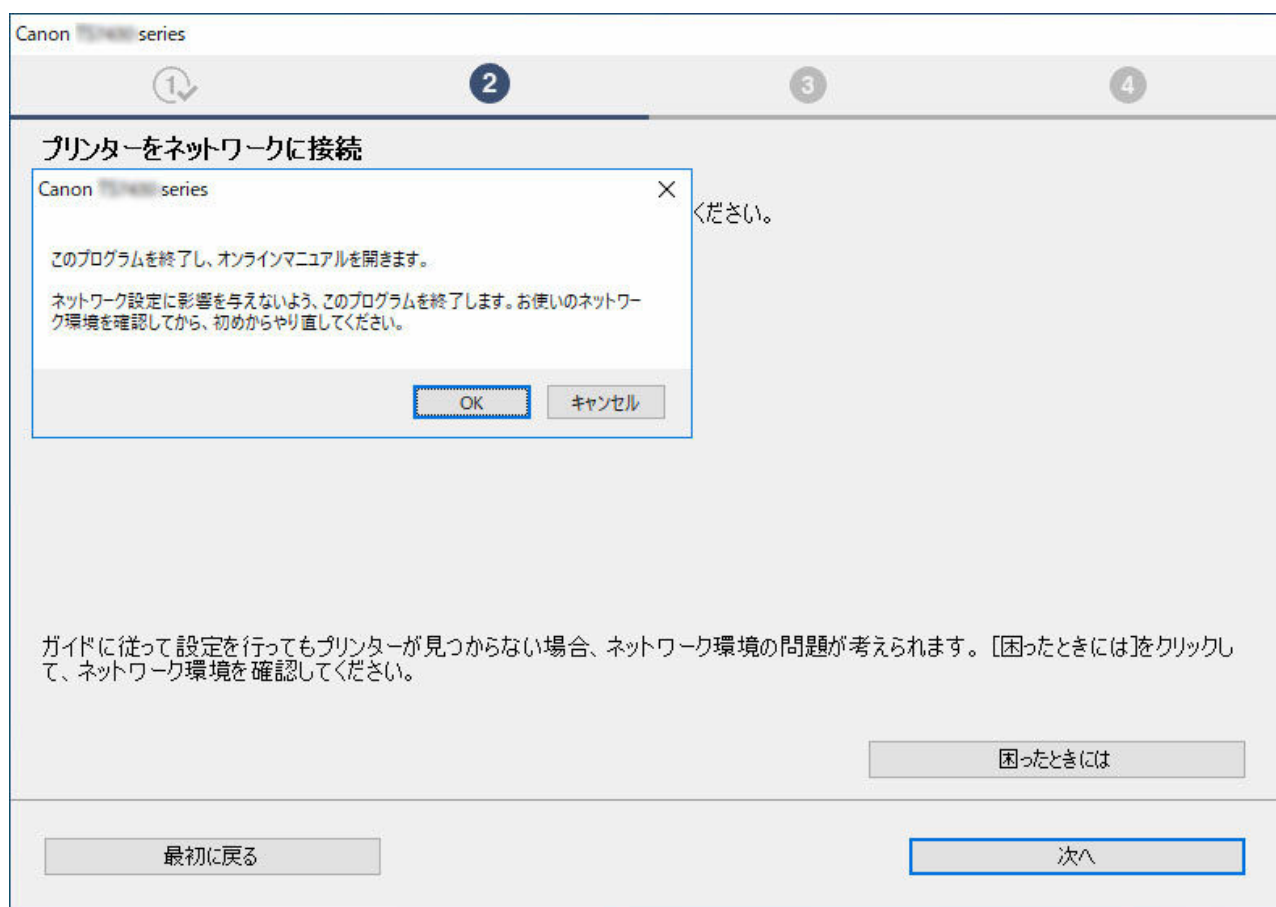 Canon series
1
2
3
4
プリンターをネットワークに接続
Canon series
ください。
このプログラムを終了し、オンラインマニュアルを開きます。
ネットワーク設定に影響を与えないよう、このプログラムを終了します。お使いのネットワー
ク環境を確認してから、初めからやり直してください。
OK
キャンセル
ガイドに従って設定を行ってもプリンターが見つからない場合、ネットワーク環境の問題が考えられます。[困ったときには]をクリックし
て、ネットワーク環境を確認してください。
困ったときには
最初に戻る
次へ